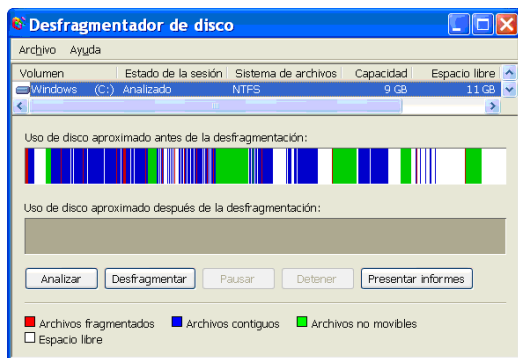 Desfragmentador de disco
Archivo Ayuda
Volumen Estado de la sesión Sistema de archivos Capacidad Espacio libre
Windows (C:) Analizado NTFS 9 GB 11 GB
Uso de disco aproximado antes de la desfragmentación:
Uso de disco aproximado después de la desfragmentación:
Analizar Desfragmentar Pausar Detener Presentar informes
Archivos fragmentados Archivos contiguos Archivos no movibles
Espacio libre